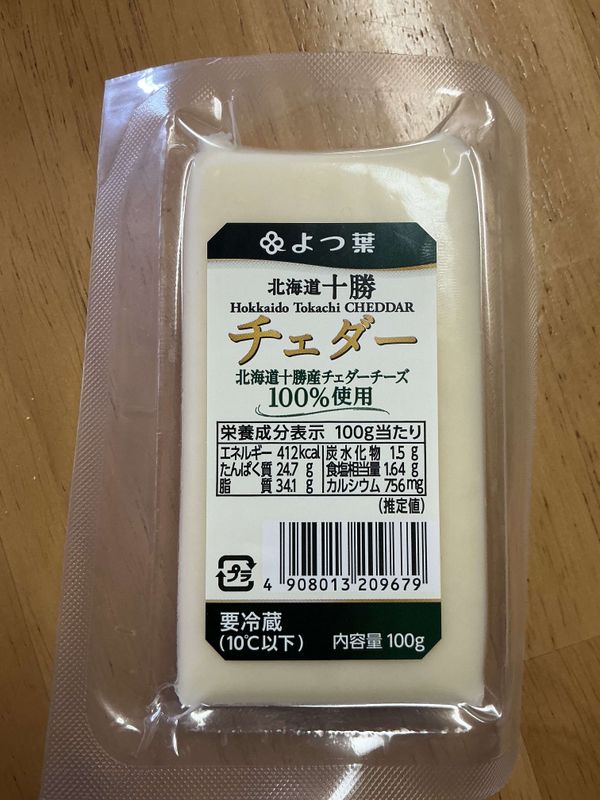 よつ葉
北海道十勝
Hokkaido Tokachi CHEDDAR
チェダー
北海道十勝産チェダーチーズ
100%使用
栄養成分表示 100g当たり
エネルギー 412kcal 炭水化物 1.5 g
たんぱく質 24.7 g 食塩相当量 1.64 g
脂質 34.1 g カルシウム 756mg
(推定値)
プラ
4 908013 209679
要冷蔵
(10℃以下) 内容量 100g